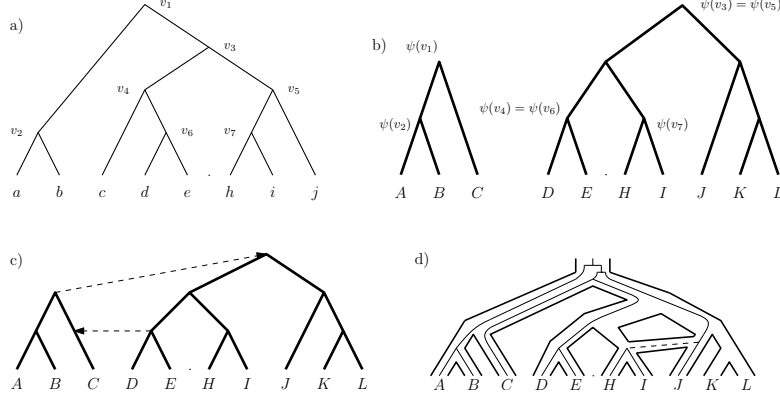 a)
v₁
v₃
v₄
v₅
v₂
v₆
v₇
a b c d e h i j
b)
ψ(v₁)
ψ(v₂)
A B C
ψ(v₃) = ψ(v₅)
ψ(v₄) = ψ(v₆)
ψ(v₇)
D E H I J K L
c)
A B C D E H I J K L
d)
A B C D E H I J K L